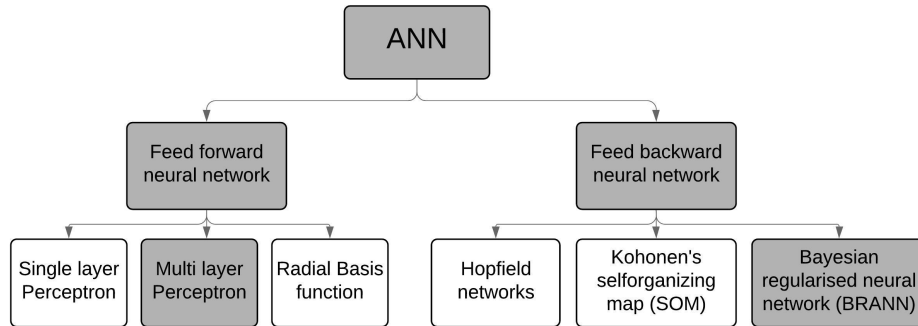 ANN
Feed forward
neural network
Feed backward
neural network
Single layer
Perceptron
Multi layer
Perceptron
Radial Basis
function
Hopfield
networks
Kohonen's
selforganizing
map (SOM)
Bayesian
regularised neural
network (BRANN)